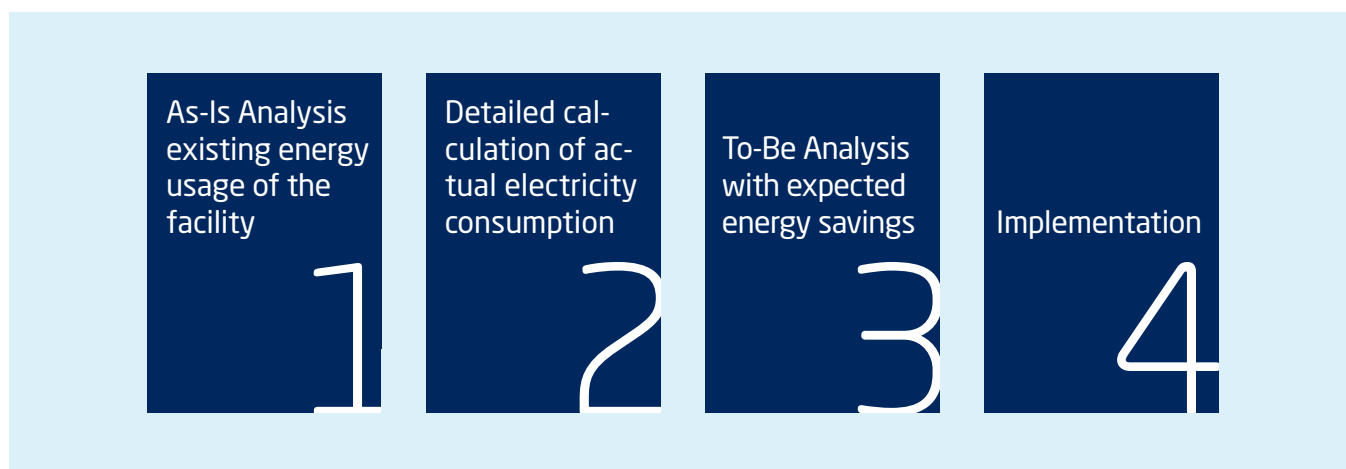 As-Is Analysis
existing energy
usage of the
facility
1
Detailed cal-
culation of ac-
tual electricity
consumption
2
To-Be Analysis
with expected
energy savings
3
Implementation
4